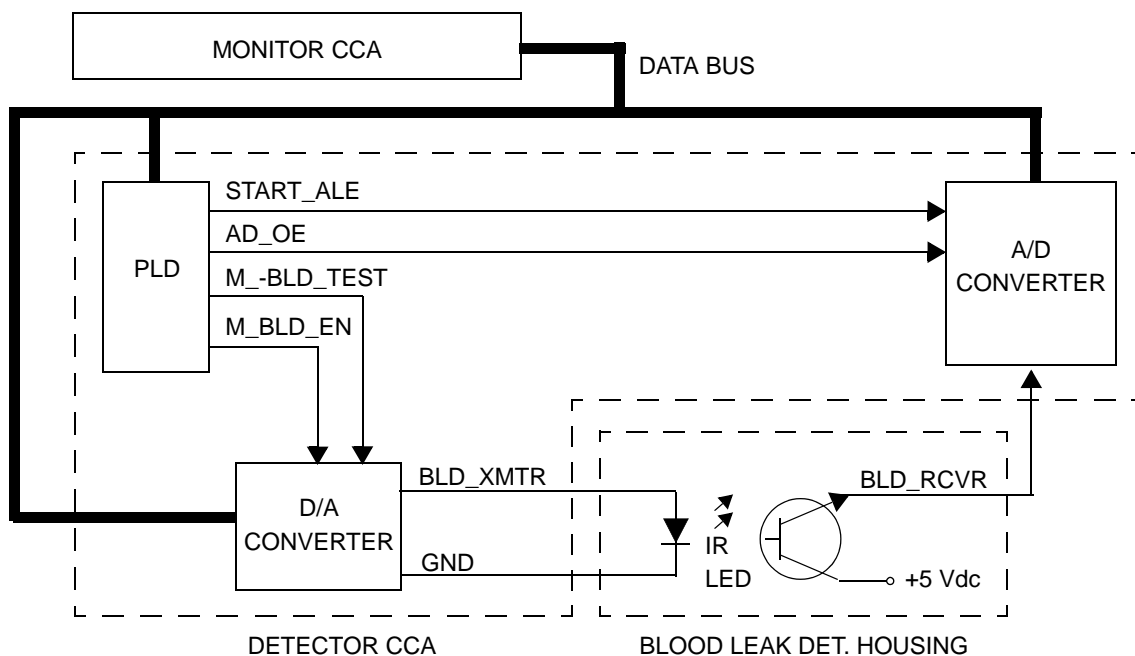 MONITOR CCA
DATA BUS
START_ALE
AD_OE
PLD
M_-BLD_TEST
M_BLD_EN
A/D
CONVERTER
BLD_XMTR
D/A
CONVERTER
GND
BLD_RCVR
IR
LED
+5 Vdc
DETECTOR CCA
BLOOD LEAK DET. HOUSING